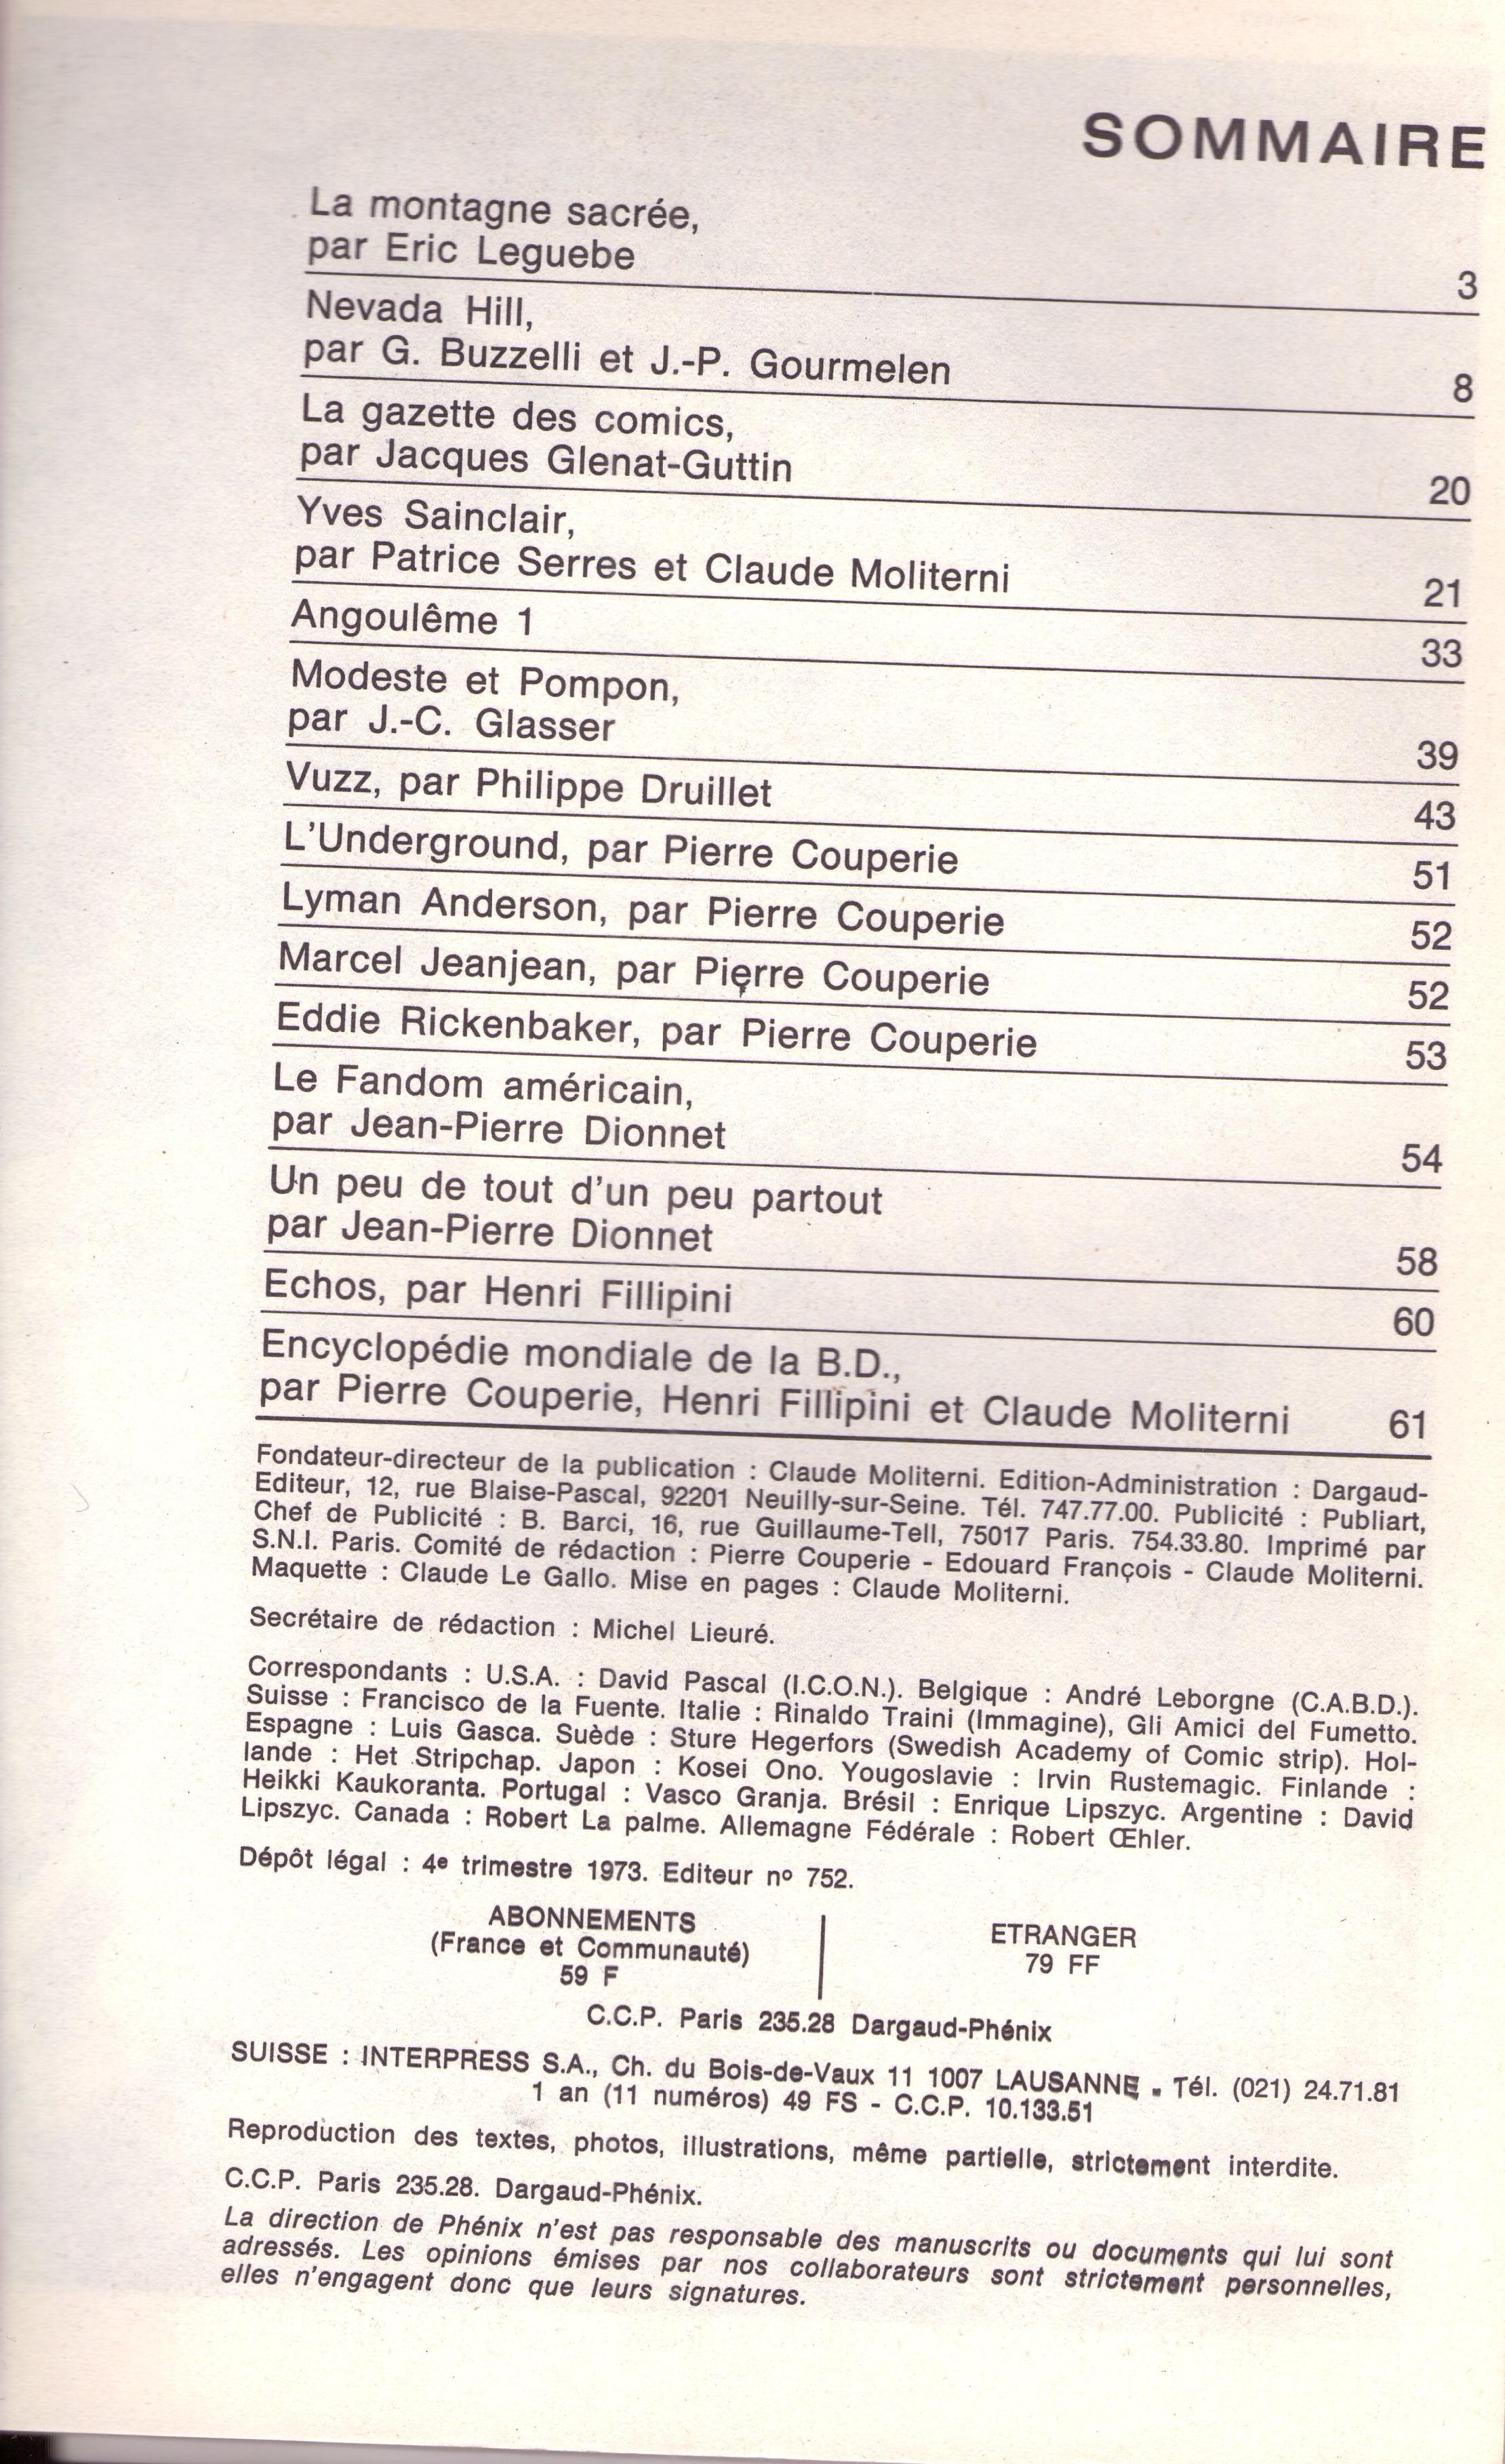 SOMMAIRE
La montagne sacrée,
par Eric Leguebe 3
Nevada Hill,
par G. Buzzelli et J.-P. Gourmelen 8
La gazette des comics,
par Jacques Glenat-Guttin 20
Yves Sainclair,
par Patrice Serres et Claude Moliterni 21
Angoulême 1 33
Modeste et Pompon,
par J.-C. Glasser 39
Vuzz, par Philippe Druillet 43
L'Underground, par Pierre Couperie 51
Lyman Anderson, par Pierre Couperie 52
Marcel Jeanjean, par Pierre Couperie 52
Eddie Rickenbaker, par Pierre Couperie 53
Le Fandom américain,
par Jean-Pierre Dionnet 54
Un peu de tout d'un peu partout
par Jean-Pierre Dionnet 58
Echos, par Henri Fillipini 60
Encyclopédie mondiale de la B.D.,
par Pierre Couperie, Henri Fillipini et Claude Moliterni 61
Fondateur-directeur de la publication : Claude Moliterni. Edition-Administration : Dargaud-
Editeur, 12, rue Blaise-Pascal, 92201 Neuilly-sur-Seine. Tél. 747.77.00. Publicité : Publiart,
Chef de Publicité : B. Barci, 16, rue Guillaume-Tell, 75017 Paris. 754.33.80. Imprimé par
S.N.I. Paris. Comité de rédaction : Pierre Couperie - Edouard François - Claude Moliterni.
Maquette : Claude Le Gallo. Mise en pages : Claude Moliterni.
Secrétaire de rédaction : Michel Lieuré.
Correspondants : U.S.A. : David Pascal (I.C.O.N.). Belgique : André Leborgne (C.A.B.D.).
Suisse : Francisco de la Fuente. Italie : Rinaldo Traini (Immagine), Gli Amici del Fumetto.
Espagne : Luis Gasca. Suède : Sture Hegerfors (Swedish Academy of Comic strip). Hol-
lande : Het Stripchap. Japon : Kosei Ono. Yougoslavie : Irvin Rustemagic. Finlande :
Heikki Kaukoranta. Portugal : Vasco Granja. Brésil : Enrique Lipszyc. Argentine : David
Lipszyc. Canada : Robert La palme. Allemagne Fédérale : Robert Œhler.
Dépôt légal : 4e trimestre 1973. Editeur nº 752.
ABONNEMENTS
(France et Communauté)
59 F
ETRANGER
79 FF
C.C.P. Paris 235.28 Dargaud-Phénix
SUISSE : INTERPRESS S.A., Ch. du Bois-de-Vaux 11 1007 LAUSANNE - Tél. (021) 24.71.81
1 an (11 numéros) 49 FS - C.C.P. 10.133.51
Reproduction des textes, photos, illustrations, même partielle, strictement interdite.
C.C.P. Paris 235.28. Dargaud-Phénix.
La direction de Phénix n'est pas responsable des manuscrits ou documents qui lui sont
adressés. Les opinions émises par nos collaborateurs sont strictement personnelles,
elles n'engagent donc que leurs signatures.